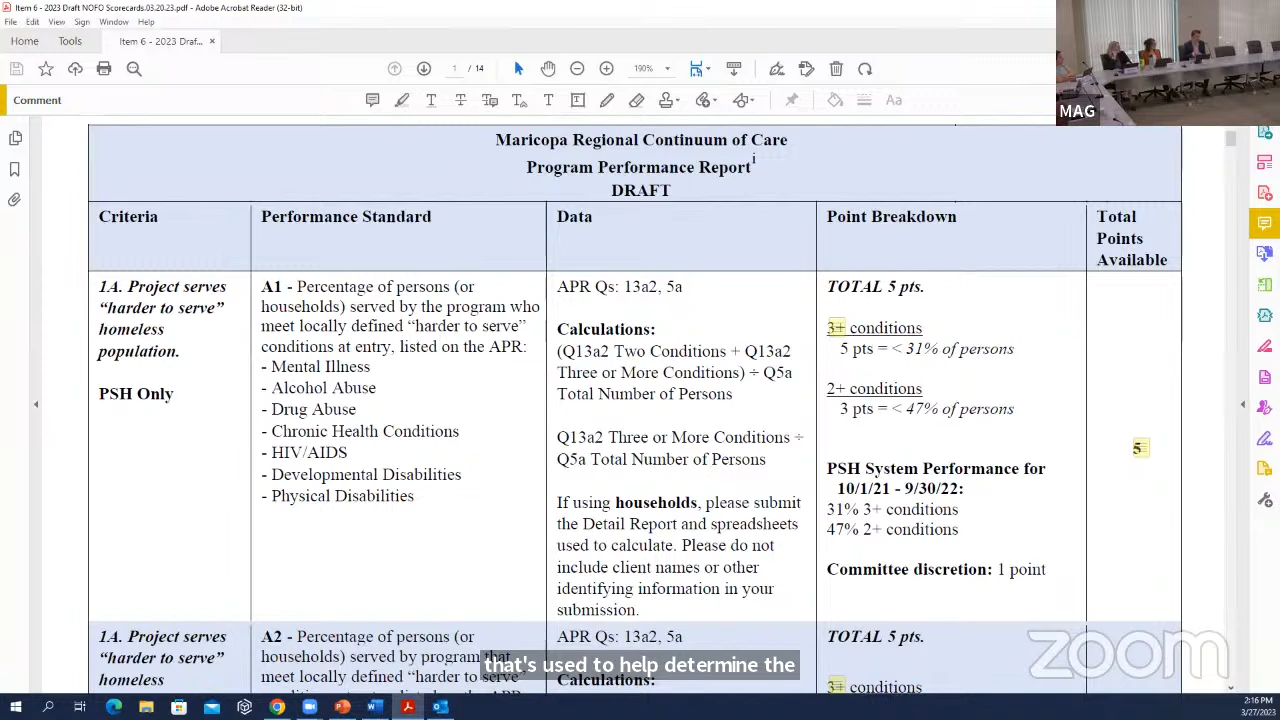 Item 6 - 2023 Draft NOFO Scorecards.03.20.23.pdf - Adobe Acrobat Reader (32-bit)
File Edit View Sign Window Help
Home Tools Item 6 - 2023 Draf... ×
1 / 14 190%
Comment
Aa
MAG
Maricopa Regional Continuum of Care
Program Performance Report i
DRAFT
Criteria
Performance Standard
Data
Point Breakdown
Total
Points
Available
1.A. Project serves
“harder to serve”
homeless
population.
PSH Only
A1 - Percentage of persons (or
households) served by the program who
meet locally defined “harder to serve”
conditions at entry, listed on the APR:
- Mental Illness
- Alcohol Abuse
- Drug Abuse
- Chronic Health Conditions
- HIV/AIDS
- Developmental Disabilities
- Physical Disabilities
APR Qs: 13a2, 5a
Calculations:
(Q13a2 Two Conditions + Q13a2
Three or More Conditions) ÷ Q5a
Total Number of Persons
Q13a2 Three or More Conditions ÷
Q5a Total Number of Persons
If using households, please submit
the Detail Report and spreadsheets
used to calculate. Please do not
include client names or other
identifying information in your
submission.
TOTAL 5 pts.
3+ conditions
5 pts = < 31% of persons
2+ conditions
3 pts = < 47% of persons
PSH System Performance for
10/1/21 - 9/30/22:
31% 3+ conditions
47% 2+ conditions
Committee discretion: 1 point
5
1.A. Project serves
“harder to serve”
homeless
A2 - Percentage of persons (or
households) served by program that
meet locally defined “harder to serve”
APR Qs: 13a2, 5a
Calculations:
TOTAL 5 pts.
3+ conditions
that's used to help determine the
zoom
2:16 PM
3/27/2023